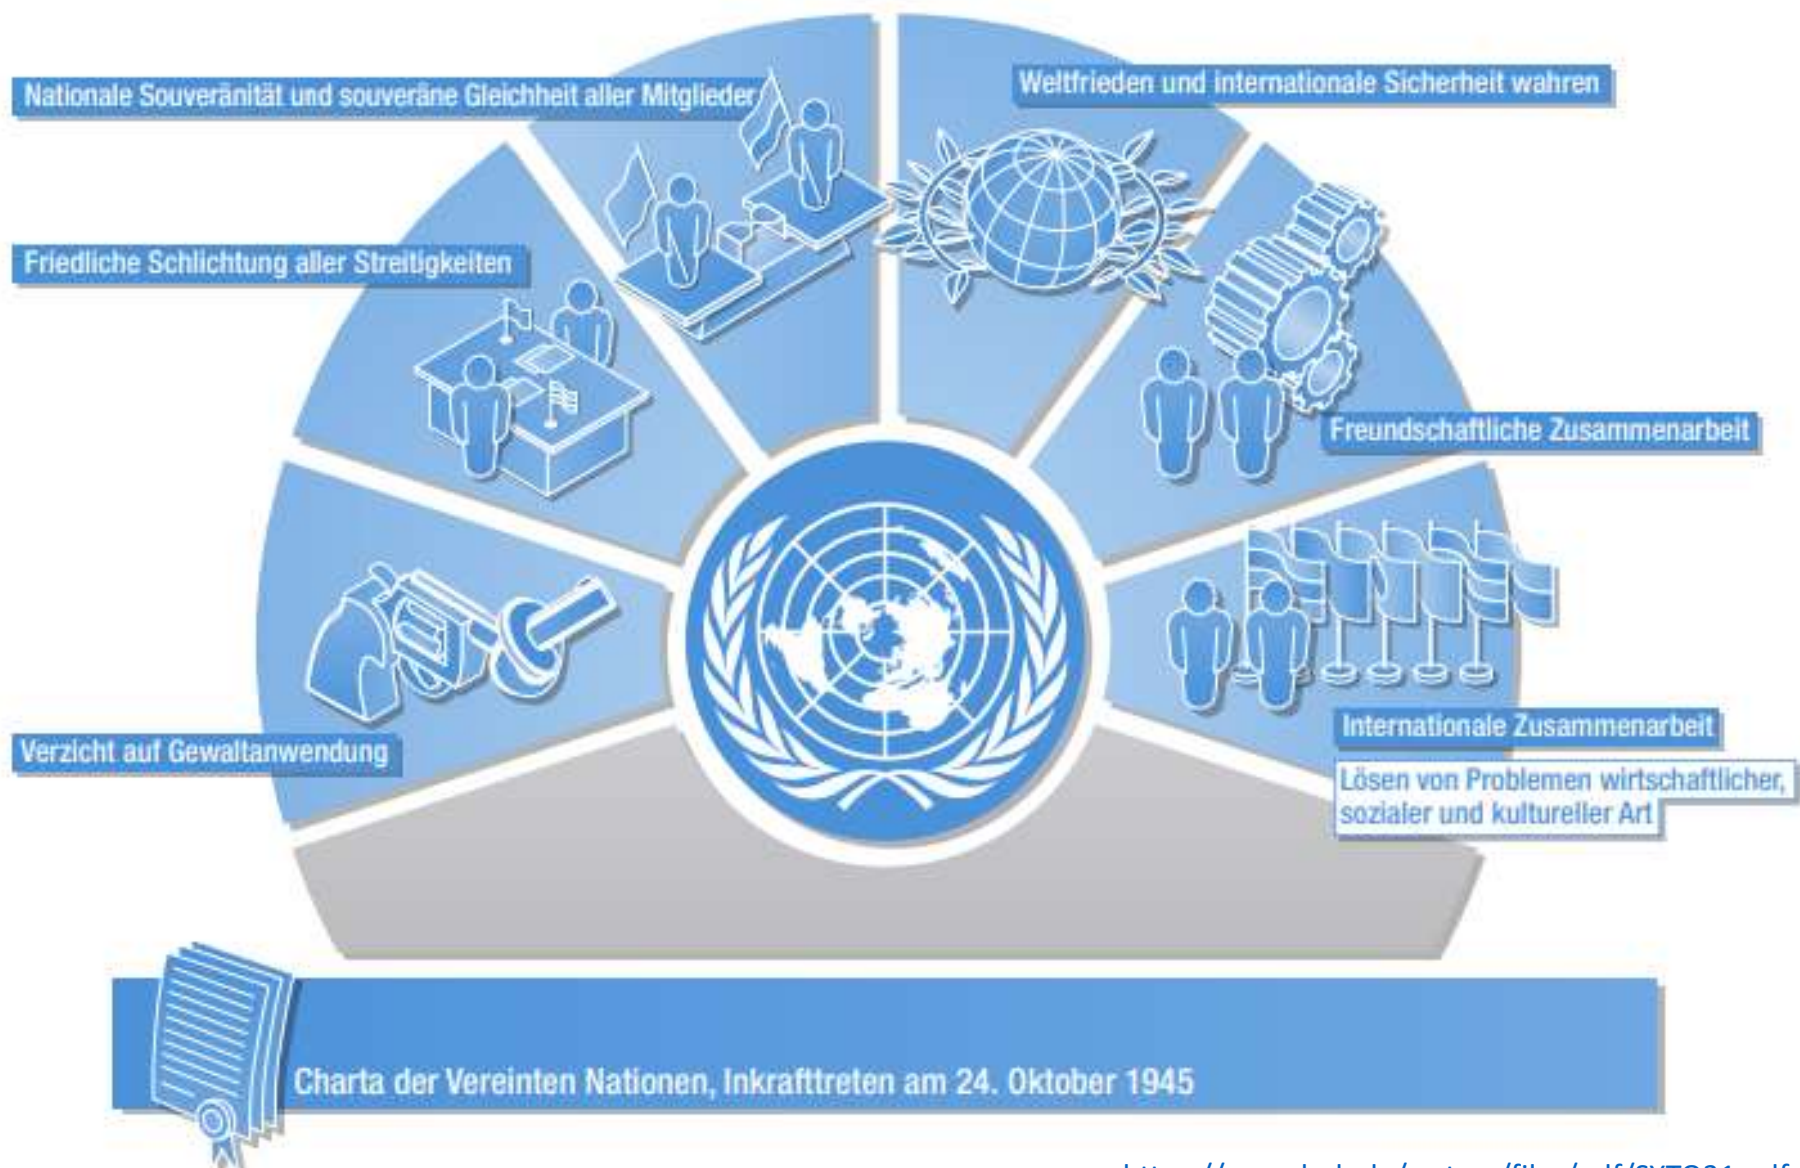 Nationale Souveränität und souveräne Gleichheit aller Mitglieder
Weltfrieden und internationale Sicherheit wahren
Friedliche Schlichtung aller Streitigkeiten
Freundschaftliche Zusammenarbeit
Verzicht auf Gewaltanwendung
Internationale Zusammenarbeit
Lösen von Problemen wirtschaftlicher,
sozialer und kultureller Art
Charta der Vereinten Nationen, Inkrafttreten am 24. Oktober 1945